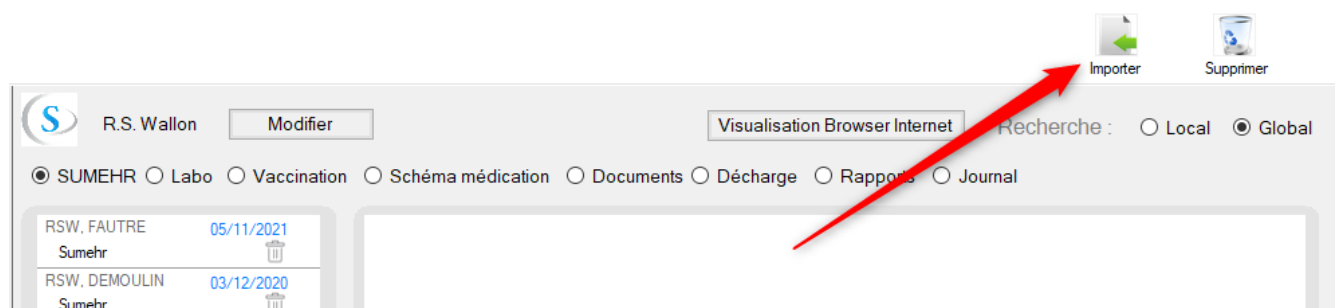 Importer Supprimer
S R.S. Wallon Modifier Visualisation Browser Internet Recherche : Local Global
SUMEHR Labo Vaccination Schéma médication Documents Décharge Rapports Journal
RSW, FAUTRE 05/11/2021
Sumehr
RSW, DEMOULIN 03/12/2020
Sumehr